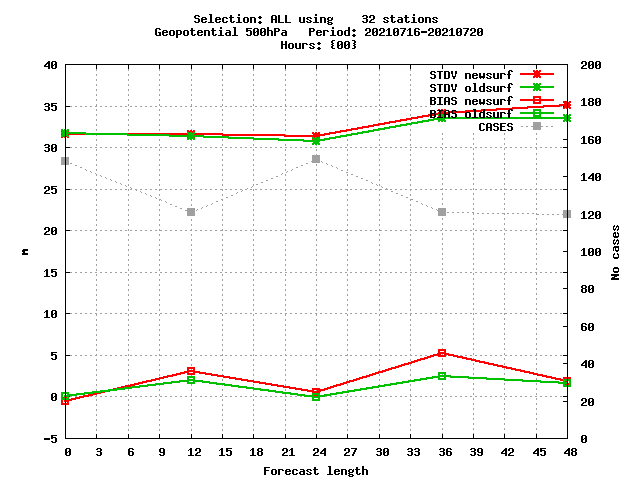 Selection: ALL using    32 stations
Geopotential 500hPa   Period: 20210716-20210720
Hours: {00}
40 200
STDV newsurf
STDV oldsurf
35 180
BIAS newsurf
BIAS oldsurf
CASES
30 160
25 140
20 120
m No cases
15 100
10 80
5 60
0 40
-5 20
0
0 3 6 9 12 15 18 21 24 27 30 33 36 39 42 45 48
Forecast length